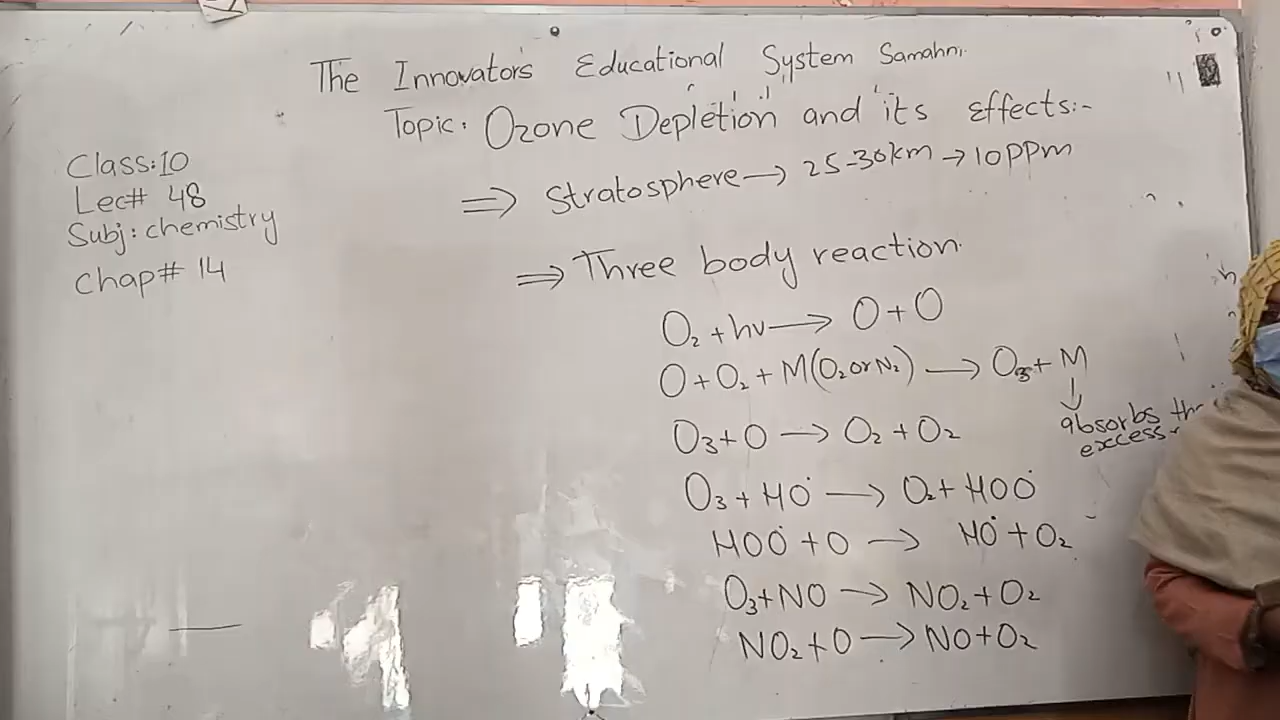 The Innovators Educational System Samahni
Topic: Ozone Depletion and its effects:-
Class: 10
Lec# 48
Subj: chemistry
Chap# 14
⇒ Stratosphere → 25-30km → 10ppm
⇒ Three body reaction
O₂ + hν → O + O
O + O₂ + M(O₂ or N₂) → O₃ + M
↓
absorbs
excess
O₃ + O → O₂ + O₂
O₃ + HO˙ → O₂ + HOO˙
HOO˙ + O → HO˙ + O₂
O₃ + NO → NO₂ + O₂
NO₂ + O → NO + O₂